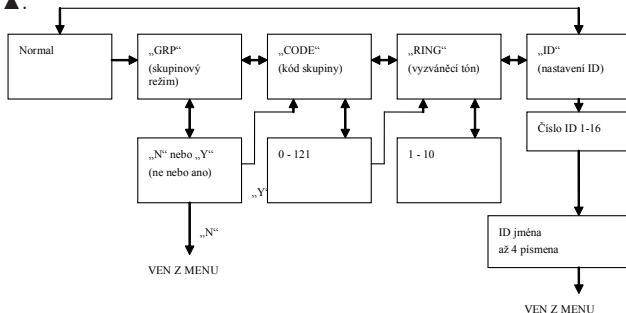 ▲.
Normal
„GRP“
(skupinový
režim)
„CODE“
(kód skupiny)
„RING“
(vyzváněcí tón)
„ID“
(nastavení ID)
„N“ nebo „Y“
(ne nebo ano)
0 - 121
1 - 10
Číslo ID 1-16
„Y“
„N“
ID jména
až 4 písmena
VEN Z MENU
VEN Z MENU